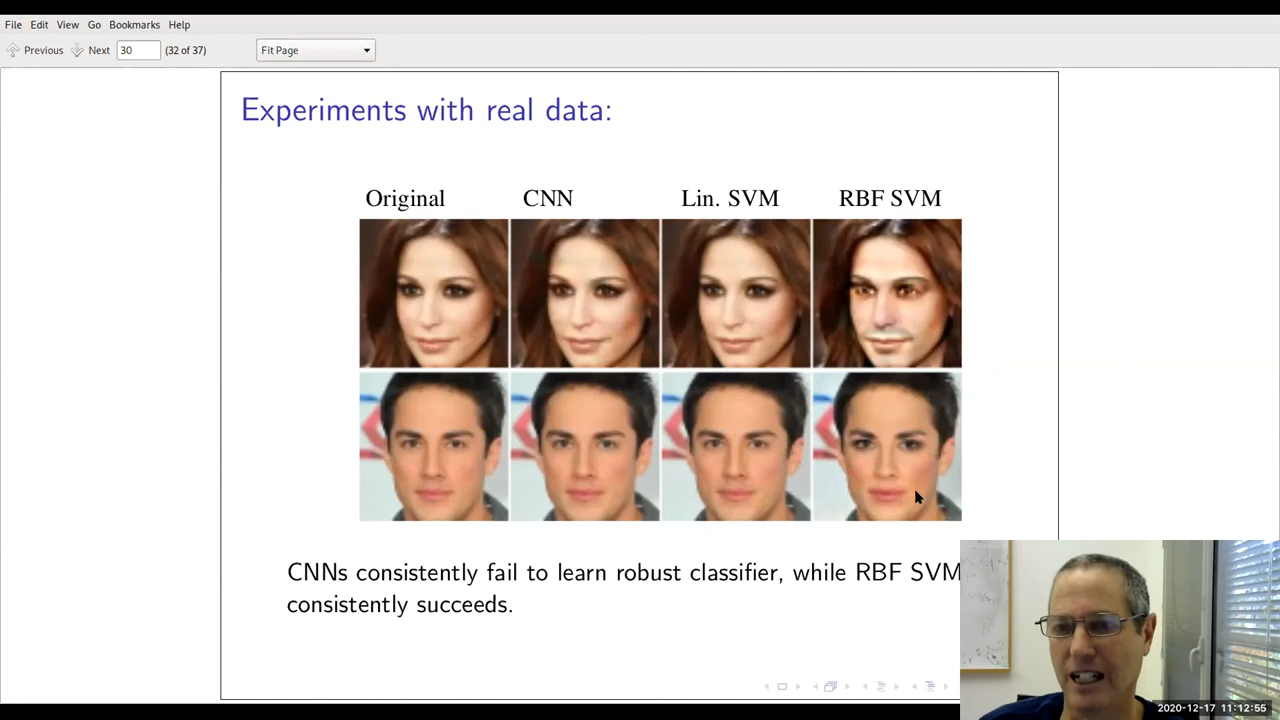 File Edit View Go Bookmarks Help
Previous Next 30 (32 of 37) Fit Page
Experiments with real data:
Original CNN Lin. SVM RBF SVM
CNNs consistently fail to learn robust classifier, while RBF SVM
consistently succeeds.
2020-12-17 11:12:55